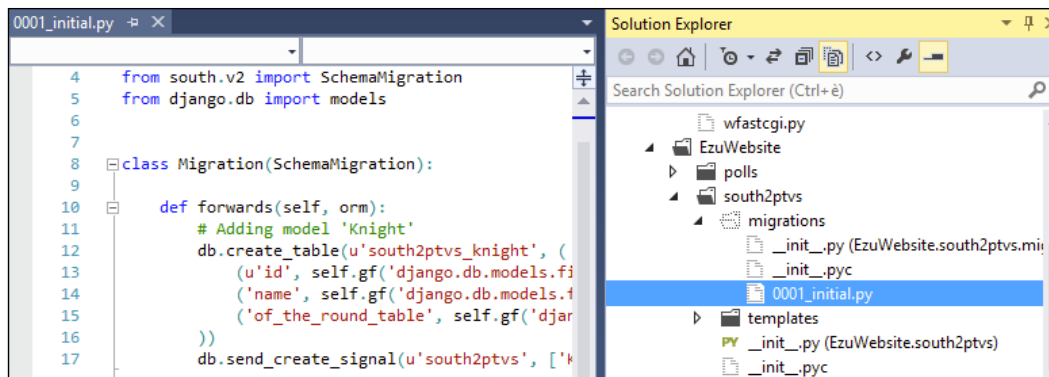 0001_initial.py
4 from south.v2 import SchemaMigration
5 from django.db import models
6
7
8 class Migration(SchemaMigration):
9
10 def forwards(self, orm):
11 # Adding model 'Knight'
12 db.create_table(u'south2ptvs_knight', (
13 (u'id', self.gf('django.db.models.fi
14 ('name', self.gf('django.db.models.f
15 ('of_the_round_table', self.gf('djan
16 ))
17 db.send_create_signal(u'south2ptvs', ['K
Solution Explorer
Search Solution Explorer (Ctrl+è)
wfastcgi.py
EzuWebsite
polls
south2ptvs
migrations
__init__.py (EzuWebsite.south2ptvs.mig
__init__.pyc
0001_initial.py
templates
PY __init__.py (EzuWebsite.south2ptvs)
__init__.pyc